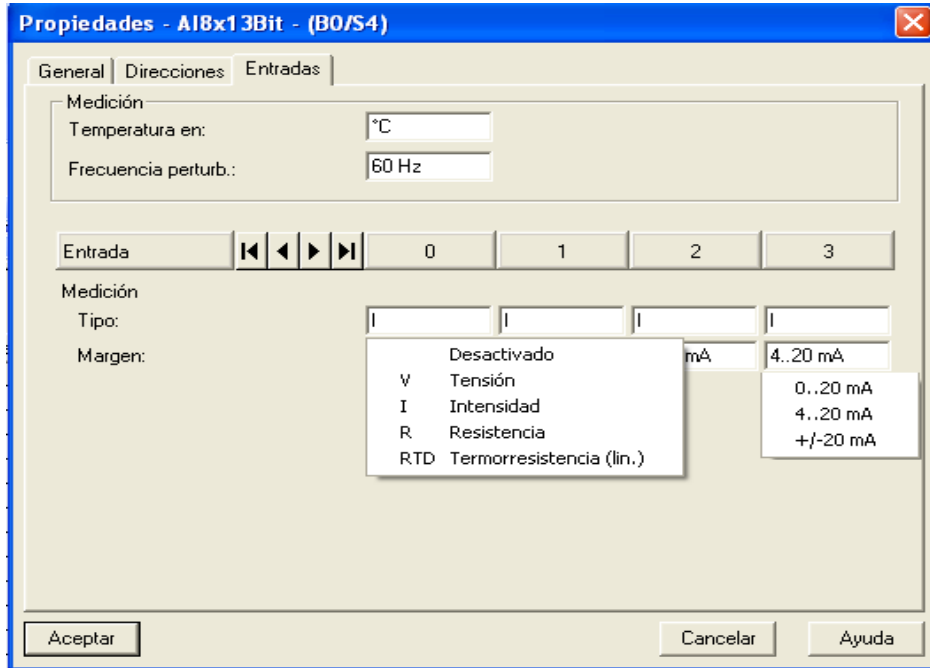 Propiedades - AI8x13Bit - (B0/S4)
General Direcciones Entradas
Medición
Temperatura en: °C
Frecuencia perturb.: 60 Hz
Entrada 0 1 2 3
Medición
Tipo: I I I I
Margen: mA 4..20 mA
Desactivado
V Tensión
I Intensidad
R Resistencia
RTD Termorresistencia (lin.)
0..20 mA
4..20 mA
+/-20 mA
Aceptar Cancelar Ayuda